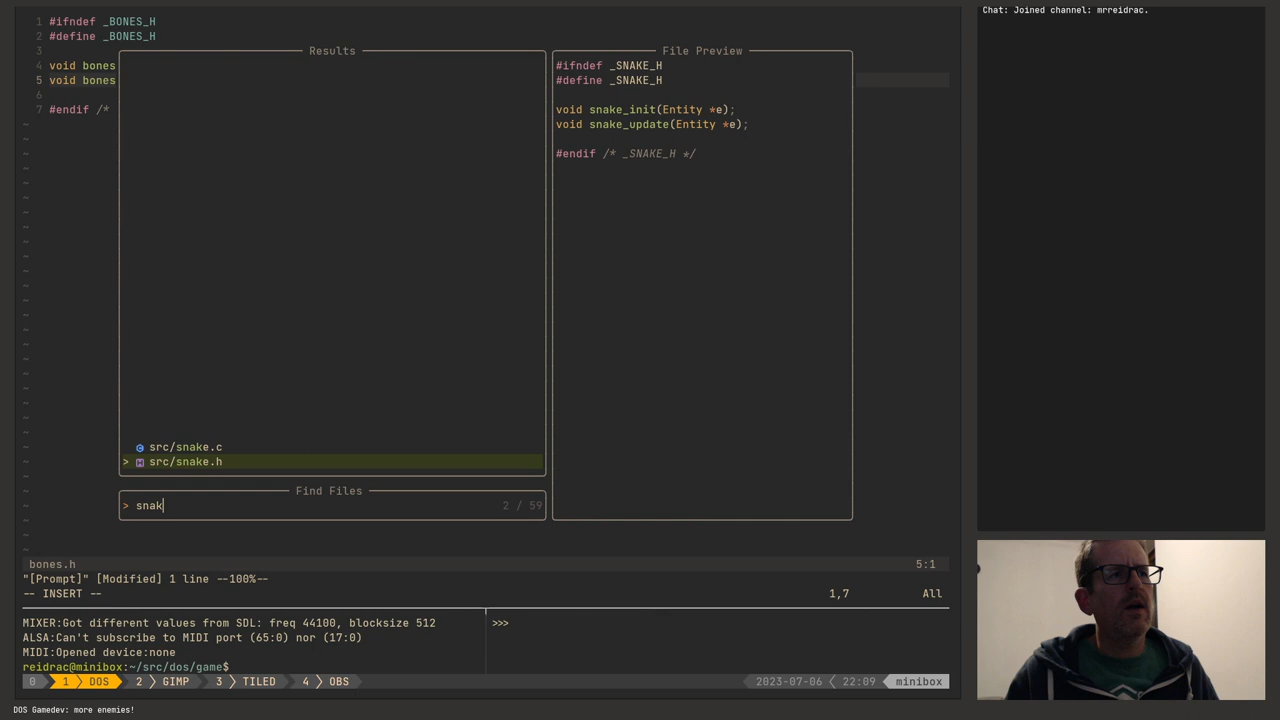 1 #ifndef _BONES_H
2 #define _BONES_H
3
4 void bones
5 void bones
6
7 #endif /*
Results
src/snake.c
> src/snake.h
Find Files
> snak 2 / 59
File Preview
#ifndef _SNAKE_H
#define _SNAKE_H
void snake_init(Entity *e);
void snake_update(Entity *e);
#endif /* _SNAKE_H */
bones.h 5:1
"[Prompt]" [Modified] 1 line --100%--
-- INSERT -- 1,7 All
MIXER:Got different values from SDL: freq 44100, blocksize 512
ALSA:Can't subscribe to MIDI port (65:0) nor (17:0)
MIDI:Opened device:none
reidrac@minibox:~/src/dos/game$
>>>
0 1 DOS 2 GIMP 3 TILED 4 OBS 2023-07-06 22:09 minibox
DOS Gamedev: more enemies!
Chat: Joined channel: mrreidrac.